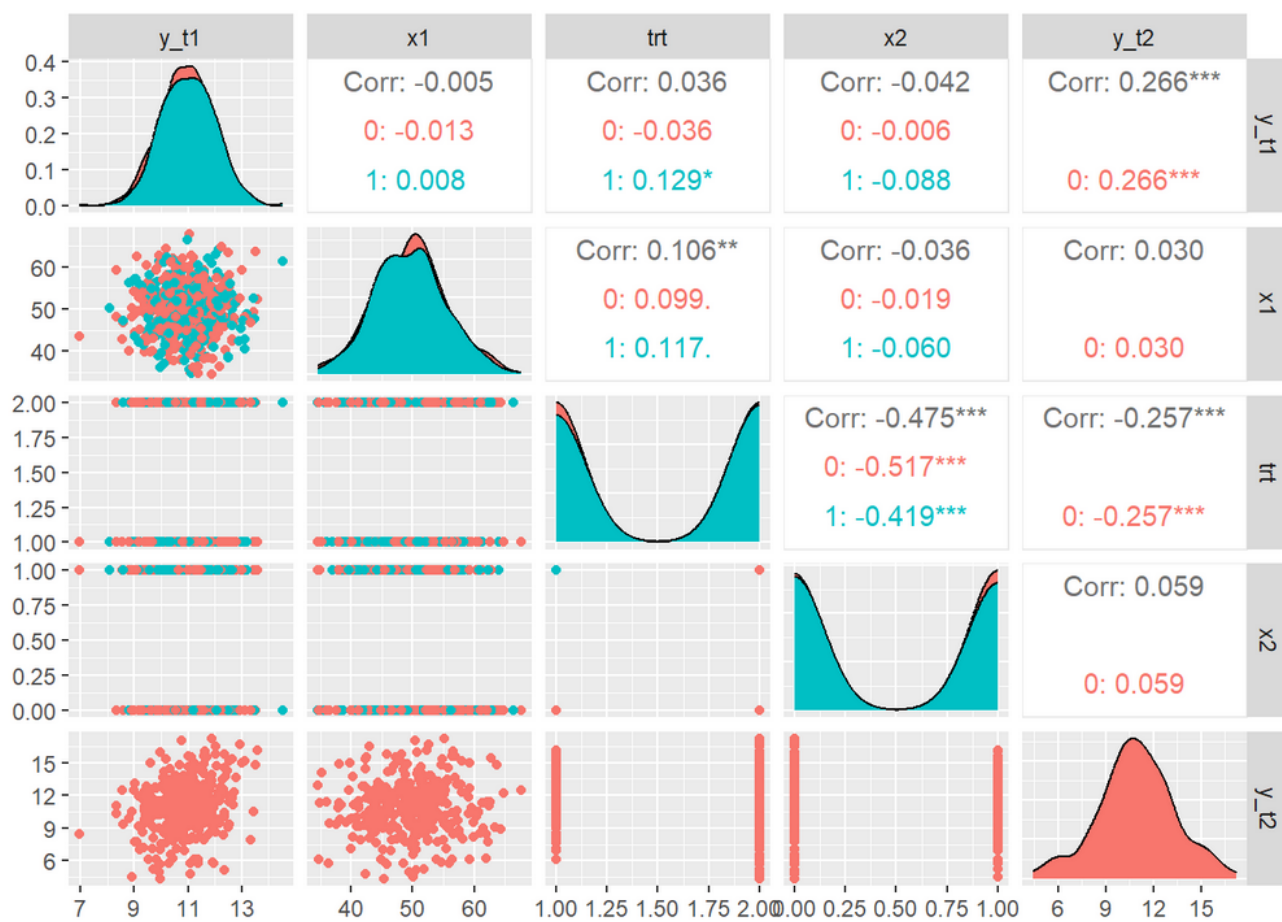 y_t1 x1 trt x2 y_t2
0.4 Corr: -0.005 Corr: 0.036 Corr: -0.042 Corr: 0.266***
0.3
0.2 0: -0.013 0: -0.036 0: -0.006
0.1 1: 0.008 1: 0.129* 1: -0.088 0: 0.266***
0.0
y_t1
Corr: 0.106** Corr: -0.036 Corr: 0.030
60
50 0: 0.099. 0: -0.019
40 1: 0.117. 1: -0.060 0: 0.030
x1
2.00 Corr: -0.475*** Corr: -0.257***
1.75
1.50 0: -0.517***
1.25 1: -0.419*** 0: -0.257***
1.00
trt
1.00 Corr: 0.059
0.75
0.50
0.25 0: 0.059
0.00
x2
15
12
9
6
y_t2
7 9 11 13 40 50 60 1.00 1.25 1.50 1.75 2.00 0.00 0.25 0.50 0.75 1.00 6 9 12 15